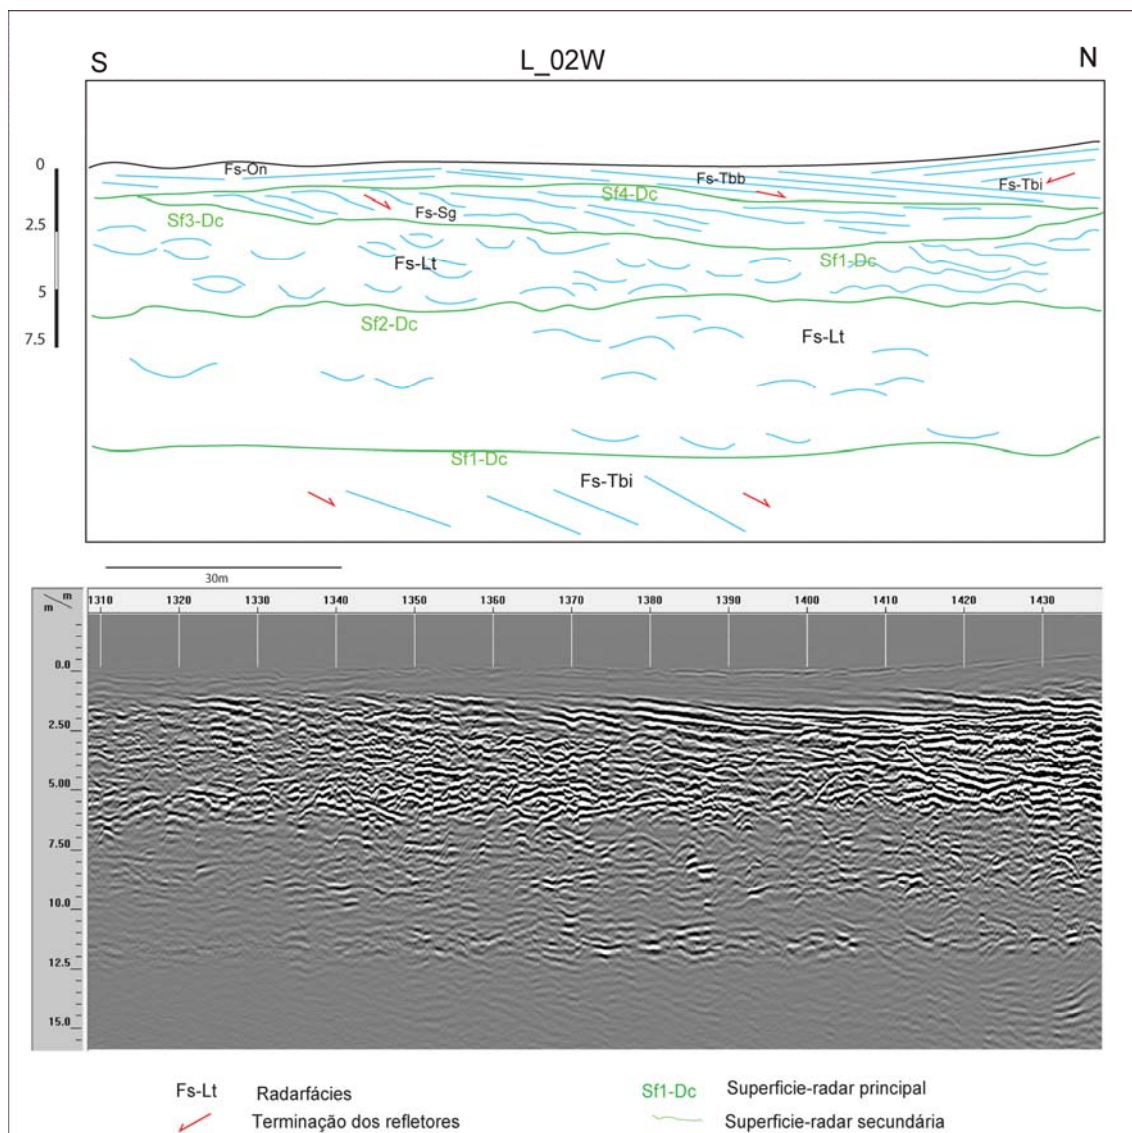 S L_02W N
0
Fs-On
Fs-Tbb
Fs-Tbi
Sf4-Dc
Fs-Sg
Sf3-Dc
2.5
Fs-Lt
Sf1-Dc
5
Sf2-Dc
7.5
Fs-Lt
Sf1-Dc
Fs-Tbi
30m
m m 1310 1320 1330 1340 1350 1360 1370 1380 1390 1400 1410 1420 1430
0.0
2.50
5.00
7.50
10.0
12.5
15.0
Fs-Lt Radarfácies Sf1-Dc Superficie-radar principal
Terminação dos refletores Superficie-radar secundária